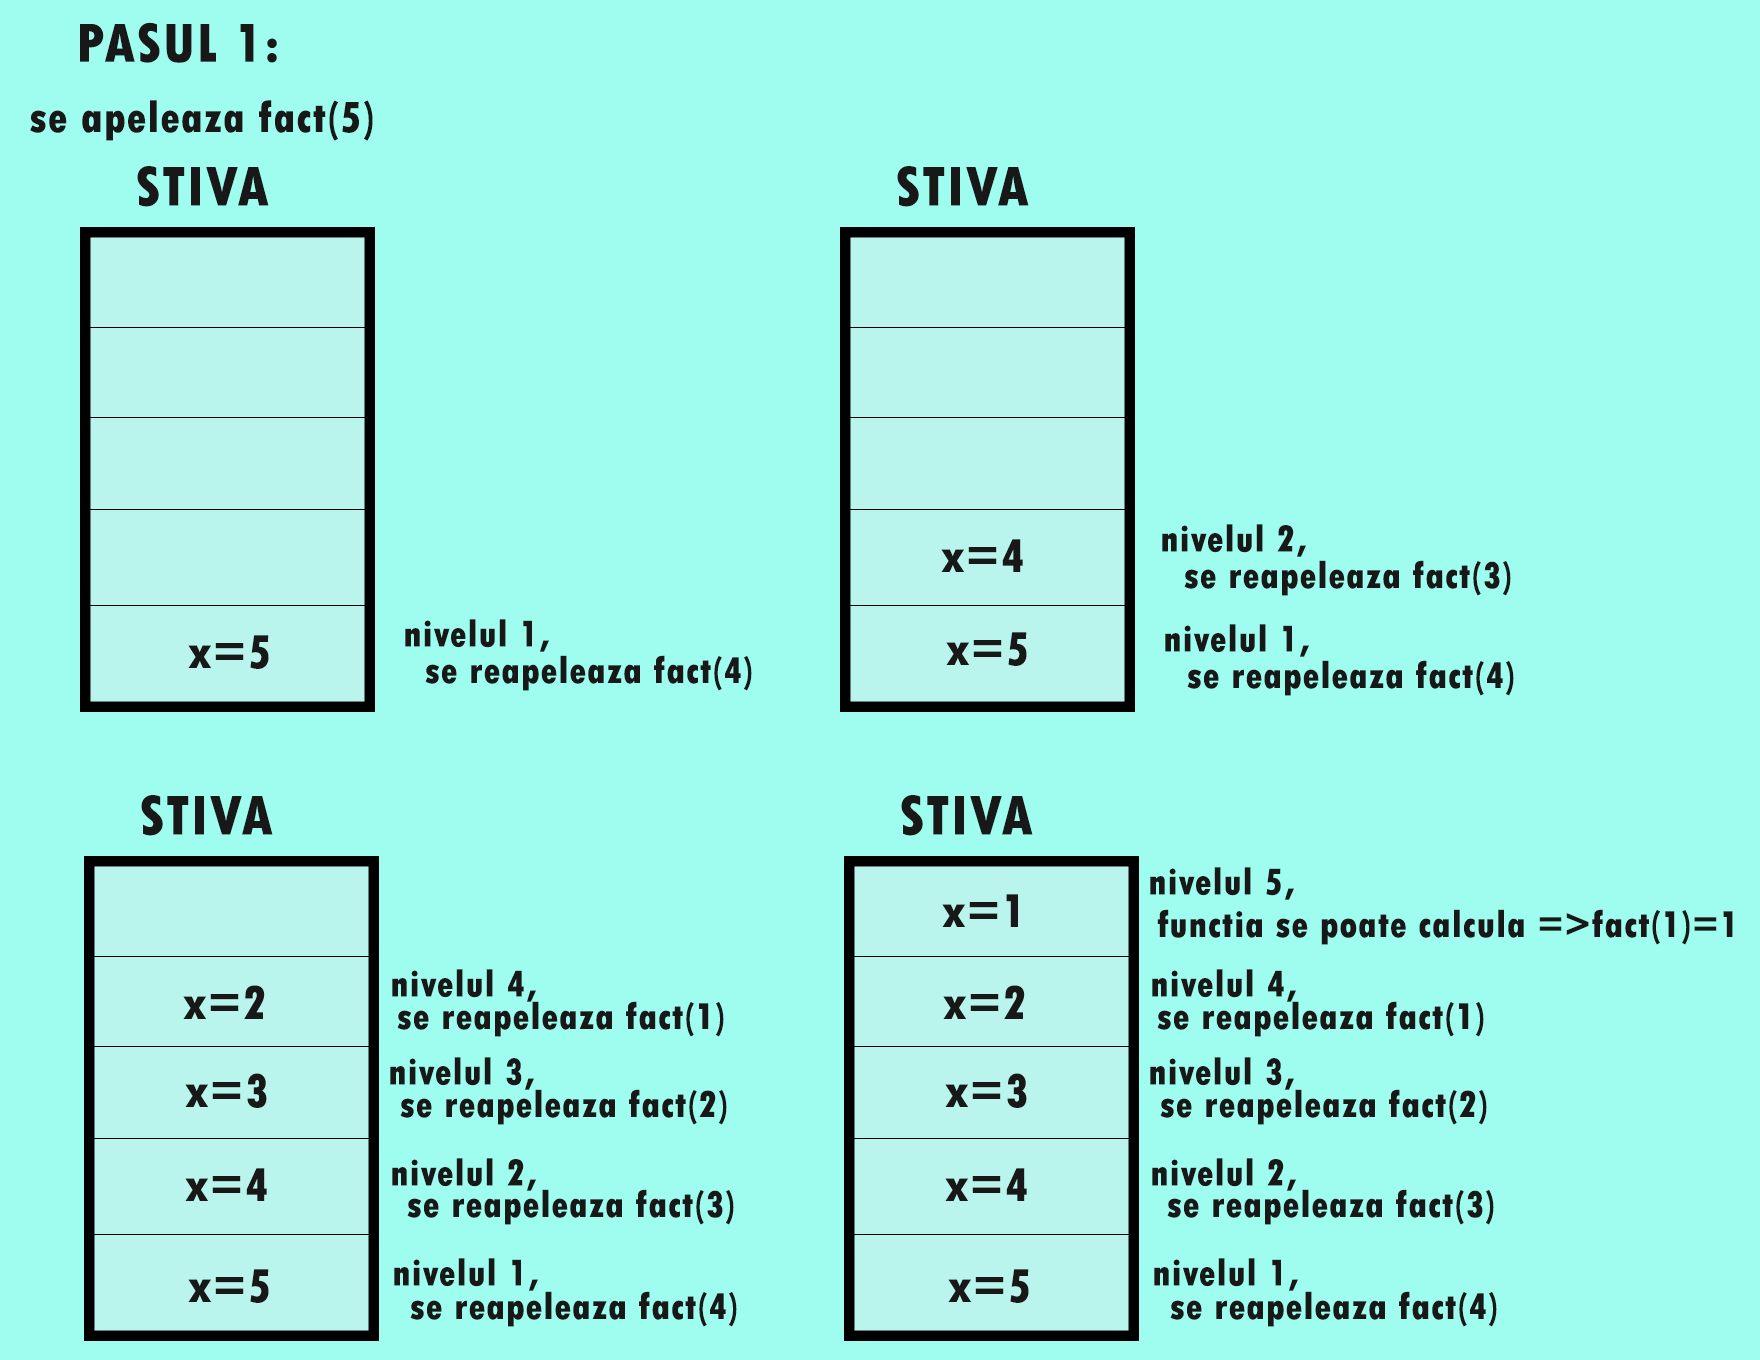 PASUL 1:
se apeleaza fact(5)
STIVA
x=5
nivelul 1,
se reapeleaza fact(4)
STIVA
x=4
nivelul 2,
se reapeleaza fact(3)
x=5
nivelul 1,
se reapeleaza fact(4)
STIVA
x=2
nivelul 4,
se reapeleaza fact(1)
x=3
nivelul 3,
se reapeleaza fact(2)
x=4
nivelul 2,
se reapeleaza fact(3)
x=5
nivelul 1,
se reapeleaza fact(4)
STIVA
x=1
nivelul 5,
functia se poate calcula =>fact(1)=1
x=2
nivelul 4,
se reapeleaza fact(1)
x=3
nivelul 3,
se reapeleaza fact(2)
x=4
nivelul 2,
se reapeleaza fact(3)
x=5
nivelul 1,
se reapeleaza fact(4)